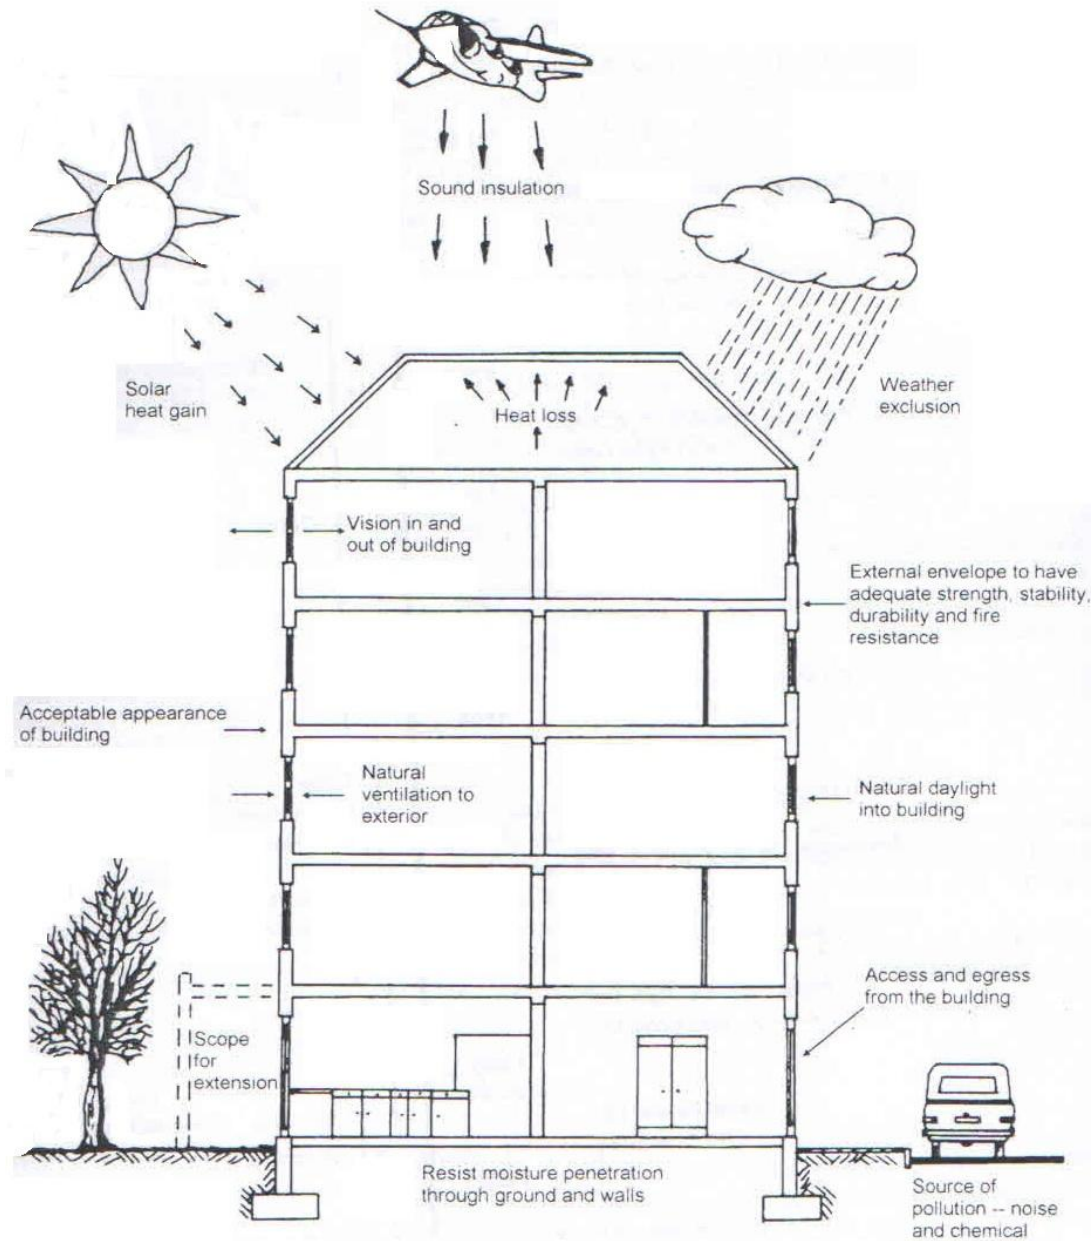 Sound insulation
Solar
heat gain
Heat loss
Weather
exclusion
Vision in and
out of building
External envelope to have
adequate strength, stability,
durability and fire
resistance
Acceptable appearance
of building
Natural
ventilation to
exterior
Natural daylight
into building
Access and egress
from the building
Scope
for
extension
Resist moisture penetration
through ground and walls
Source of
pollution -- noise
and chemical